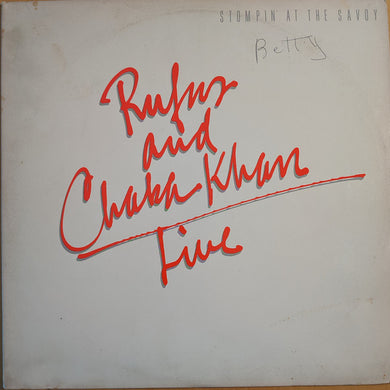 STOMPIN' AT THE SAVOY
Betty
Rufus
and
Chaka Khan
Live